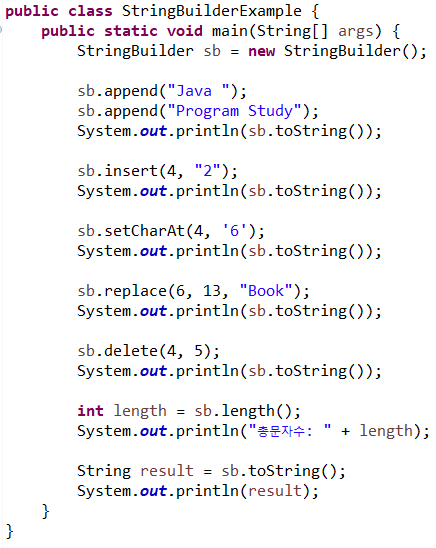 public class StringBuilderExample {
    public static void main(String[] args) {
        StringBuilder sb = new StringBuilder();

        sb.append("Java ");
        sb.append("Program Study");
        System.out.println(sb.toString());

        sb.insert(4, "2");
        System.out.println(sb.toString());

        sb.setCharAt(4, '6');
        System.out.println(sb.toString());

        sb.replace(6, 13, "Book");
        System.out.println(sb.toString());

        sb.delete(4, 5);
        System.out.println(sb.toString());

        int length = sb.length();
        System.out.println("총문자수: " + length);

        String result = sb.toString();
        System.out.println(result);
    }
}